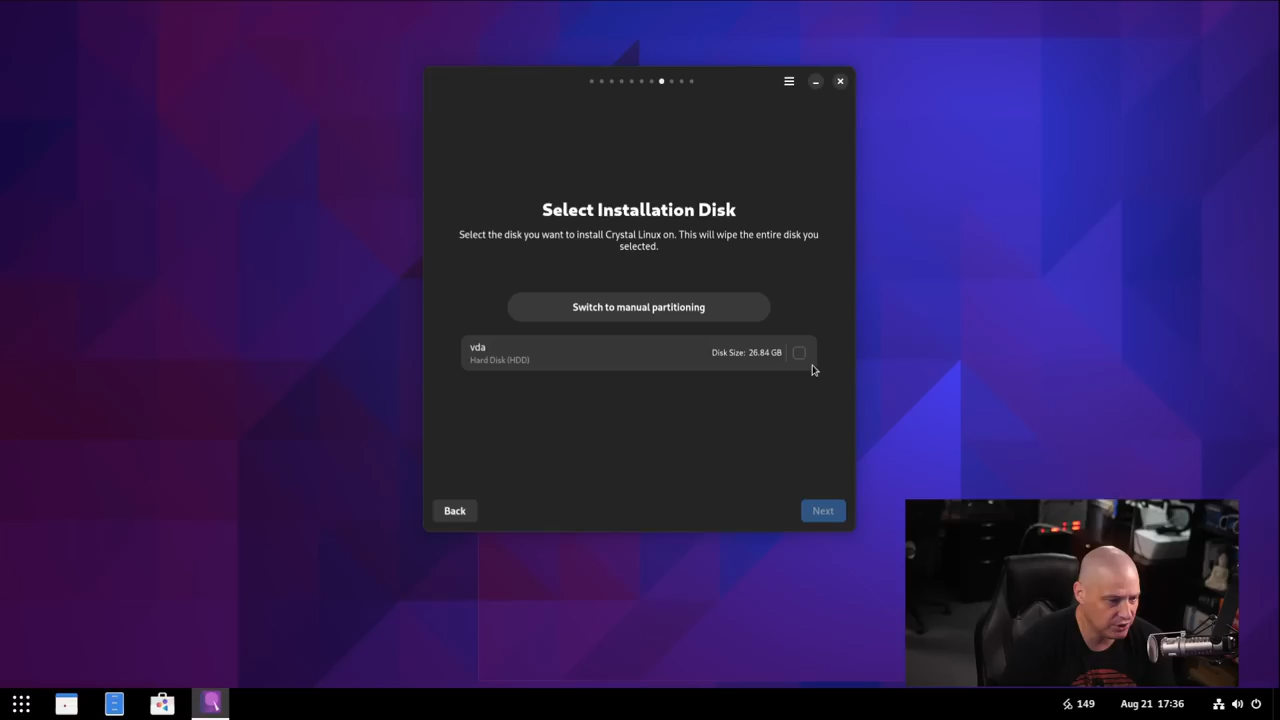 Select Installation Disk
Select the disk you want to install Crystal Linux on. This will wipe the entire disk you
selected.
Switch to manual partitioning
vda
Hard Disk (HDD)
Disk Size: 26.84 GB
Back
Next
149
Aug 21 17:36